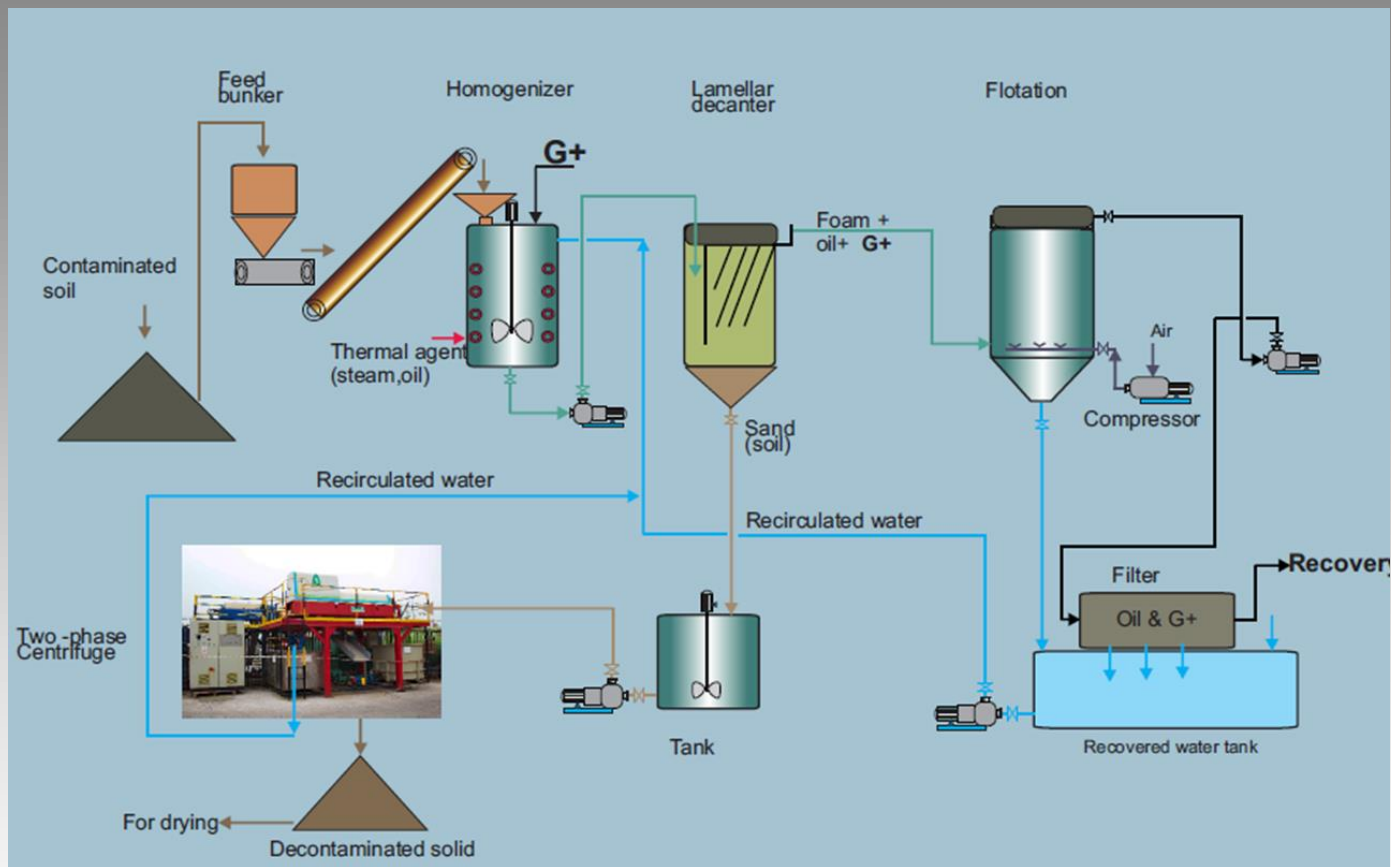 Feed
bunker
Homogenizer
Lamellar
decanter
Flotation
G+
Foam +
oil+ G+
Contaminated
soil
Thermal agent
(steam,oil)
Air
Compressor
Sand
(soil)
Recirculated water
Recirculated water
Filter
Recovery
Oil & G+
Two -phase
Centrifuge
Tank
Recovered water tank
For drying
Decontaminated solid